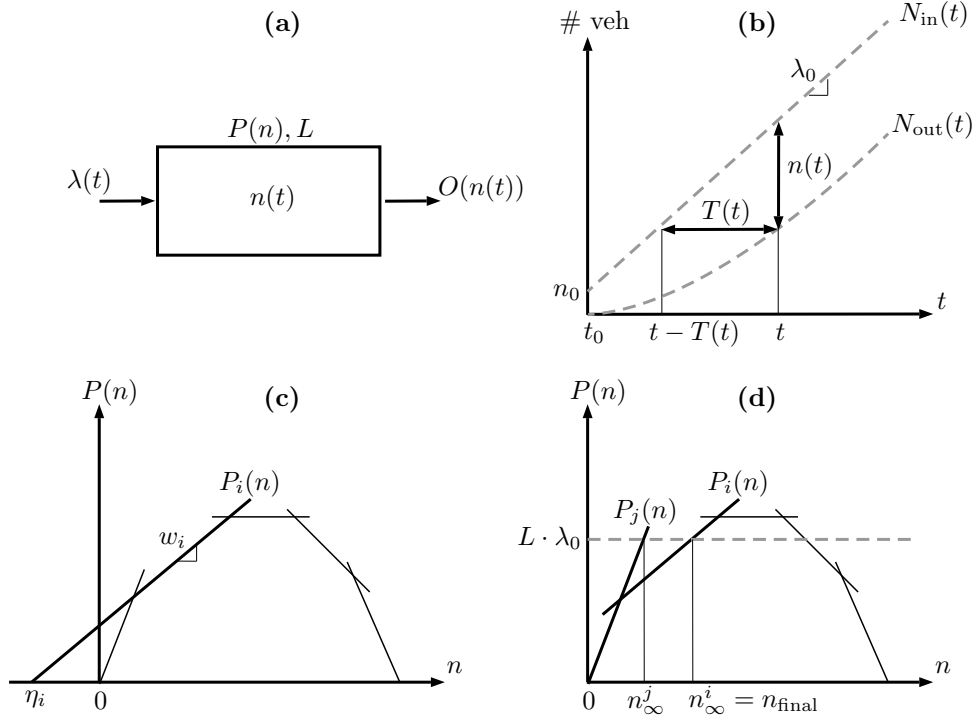 (a)
P(n), L
λ(t)
n(t)
O(n(t))
(b)
# veh
N_in(t)
λ_0
N_out(t)
n(t)
T(t)
n_0
t
t_0
t − T(t)
t
(c)
P(n)
P_i(n)
w_i
n
η_i
0
(d)
P(n)
P_i(n)
P_j(n)
L · λ_0
n
0
n_∞^j
n_∞^i = n_final